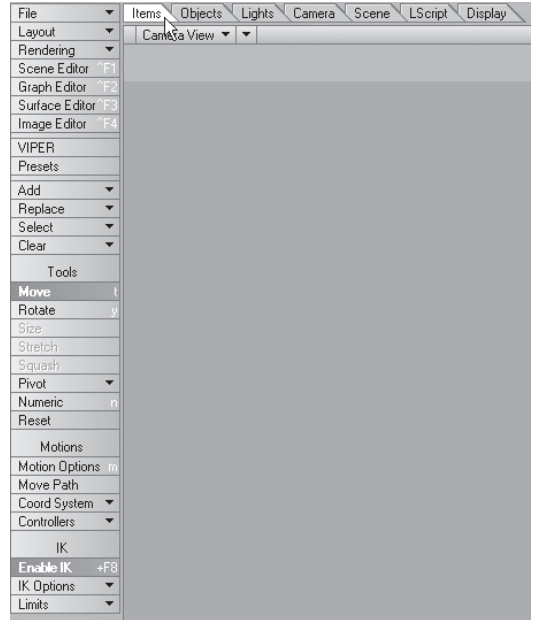 File
Layout
Rendering
Scene Editor ^F1
Graph Editor ^F2
Surface Editor ^F3
Image Editor ^F4
VIPER
Presets
Add
Replace
Select
Clear
Tools
Move t
Rotate y
Size
Stretch
Squash
Pivot
Numeric n
Reset
Motions
Motion Options m
Move Path
Coord System
Controllers
IK
Enable IK +F8
IK Options
Limits
Items Objects Lights Camera Scene LScript Display
Camera View